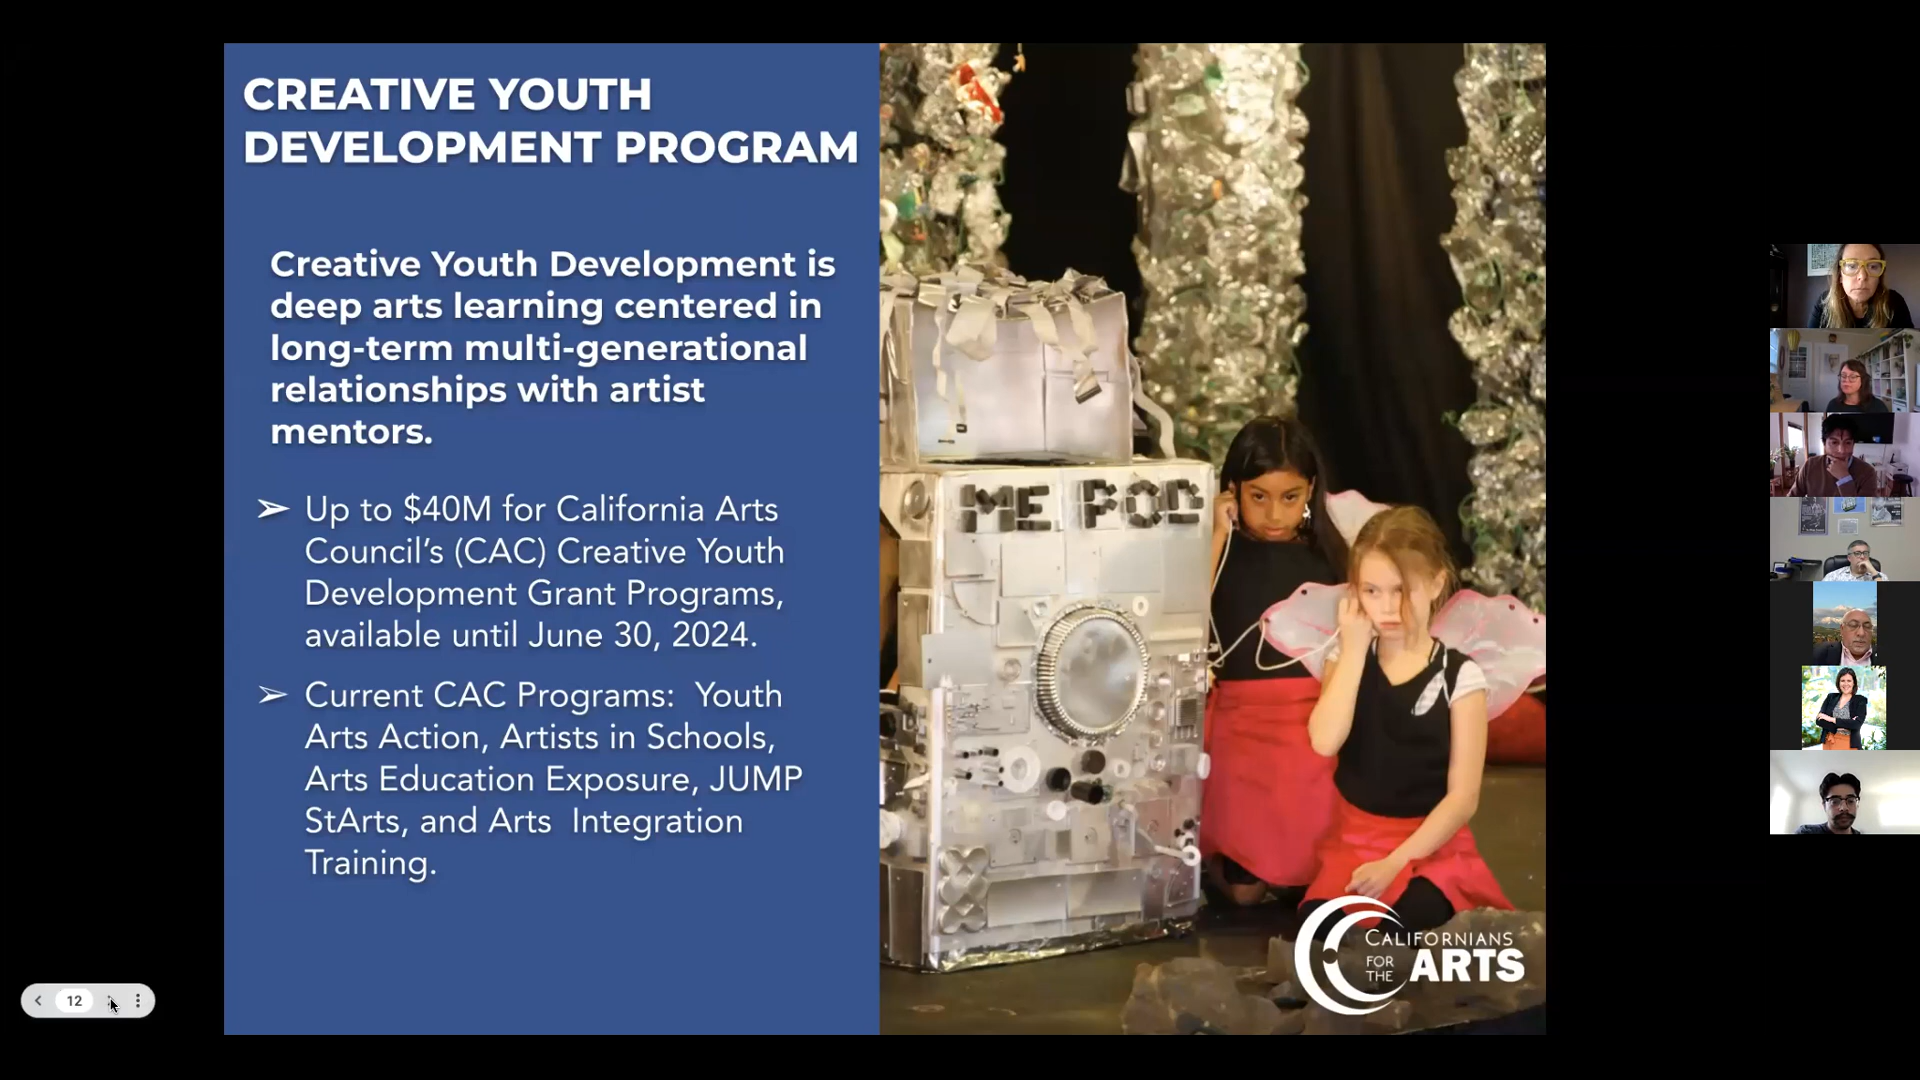 CREATIVE YOUTH
DEVELOPMENT PROGRAM
Creative Youth Development is
deep arts learning centered in
long-term multi-generational
relationships with artist
mentors.
➢ Up to $40M for California Arts
Council’s (CAC) Creative Youth
Development Grant Programs,
available until June 30, 2024.
➢ Current CAC Programs:  Youth
Arts Action, Artists in Schools,
Arts Education Exposure, JUMP
StArts, and Arts  Integration
Training.
ME POD
CALIFORNIANS
FOR THE ARTS
12